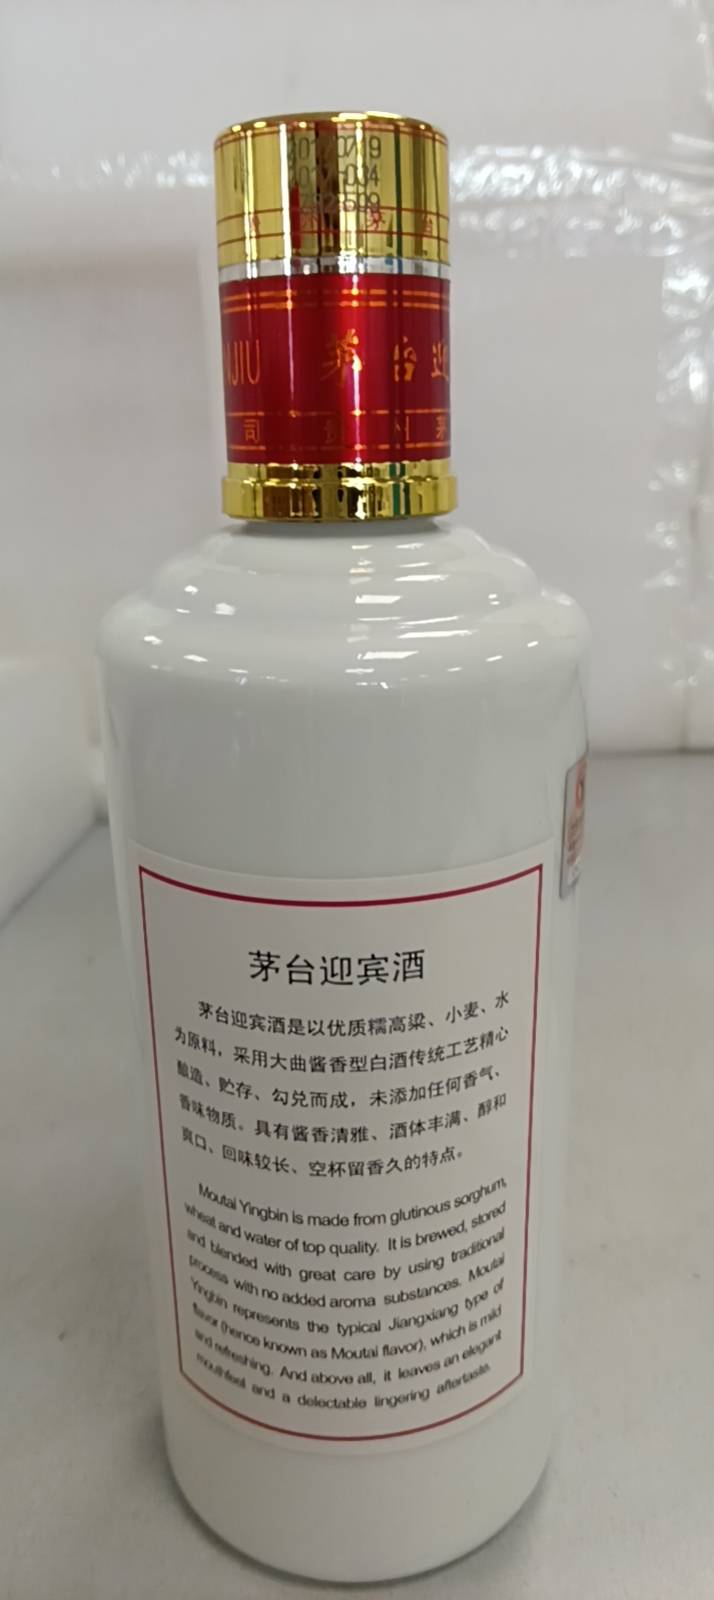 茅台迎
司 贵州茅
茅台迎宾酒
茅台迎宾酒是以优质糯高粱、小麦、水
为原料，采用大曲酱香型白酒传统工艺精心
酿造、贮存、勾兑而成，未添加任何香气、
香味物质。具有酱香清雅、酒体丰满、醇和
爽口、回味较长、空杯留香久的特点。
Moutai Yingbin is made from glutinous sorghum,
wheat and water of top quality. It is brewed, stored
and blended with great care by using traditional
process with no added aroma substances. Moutai
Yingbin represents the typical Jiangxiang type of
flavor (hence known as Moutai flavor), which is mild
and refreshing. And above all, it leaves an elegant
mouthfeel and a delectable lingering aftertaste.